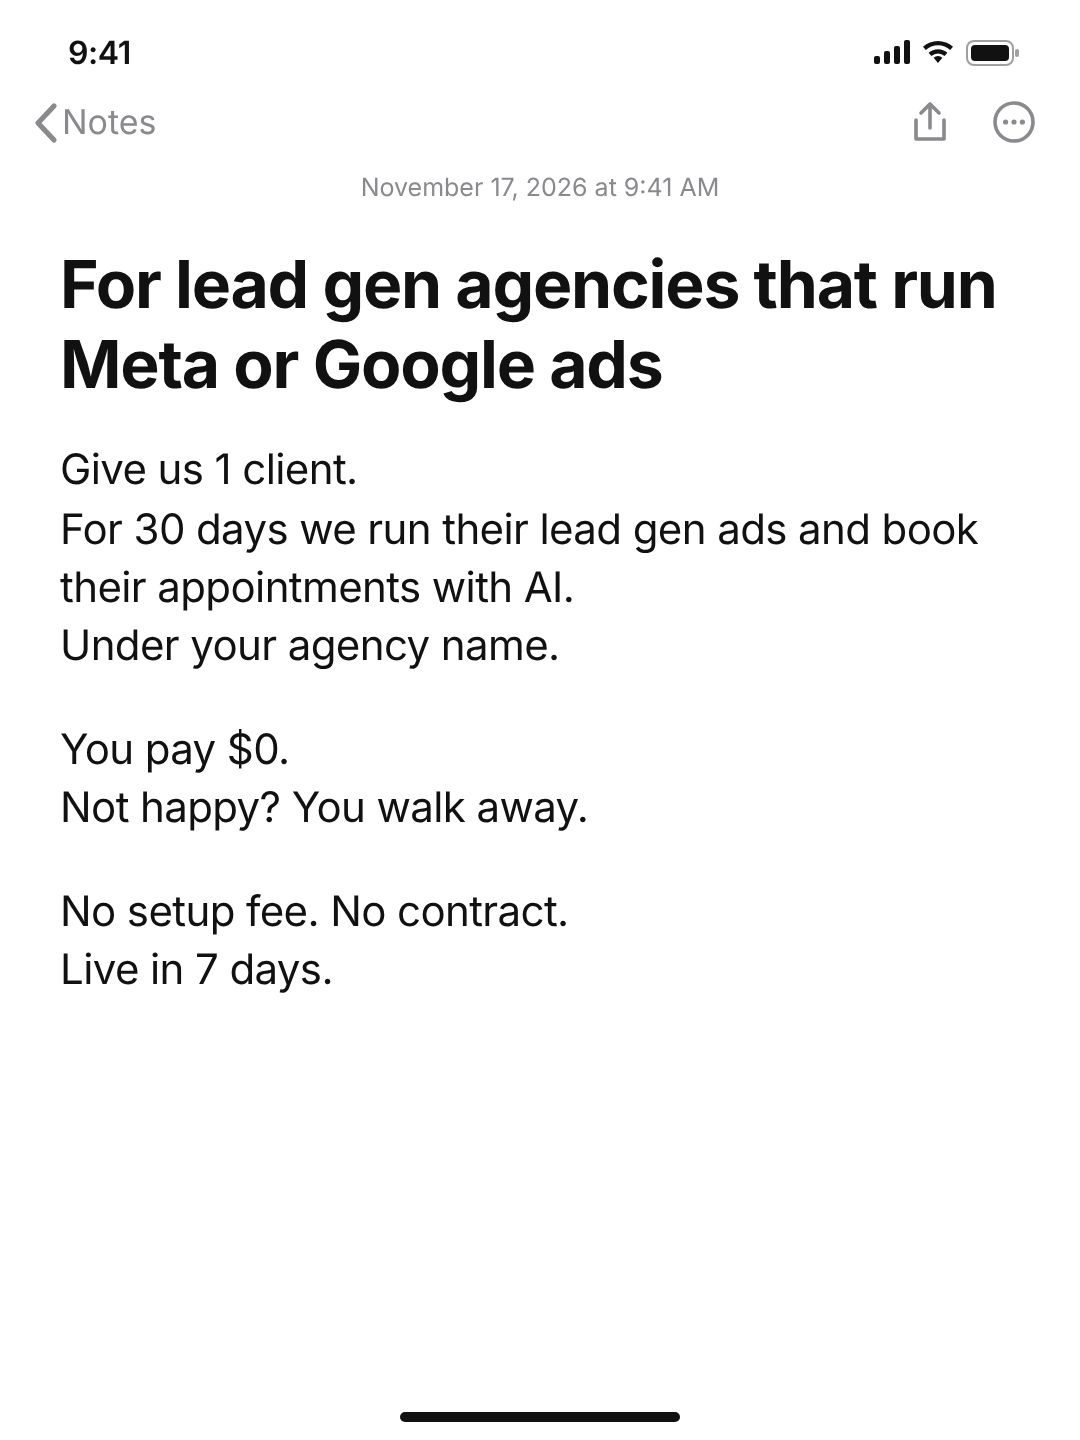 9:41
Notes
November 17, 2026 at 9:41 AM
For lead gen agencies that run
Meta or Google ads
Give us 1 client.
For 30 days we run their lead gen ads and book
their appointments with AI.
Under your agency name.
You pay $0.
Not happy? You walk away.
No setup fee. No contract.
Live in 7 days.